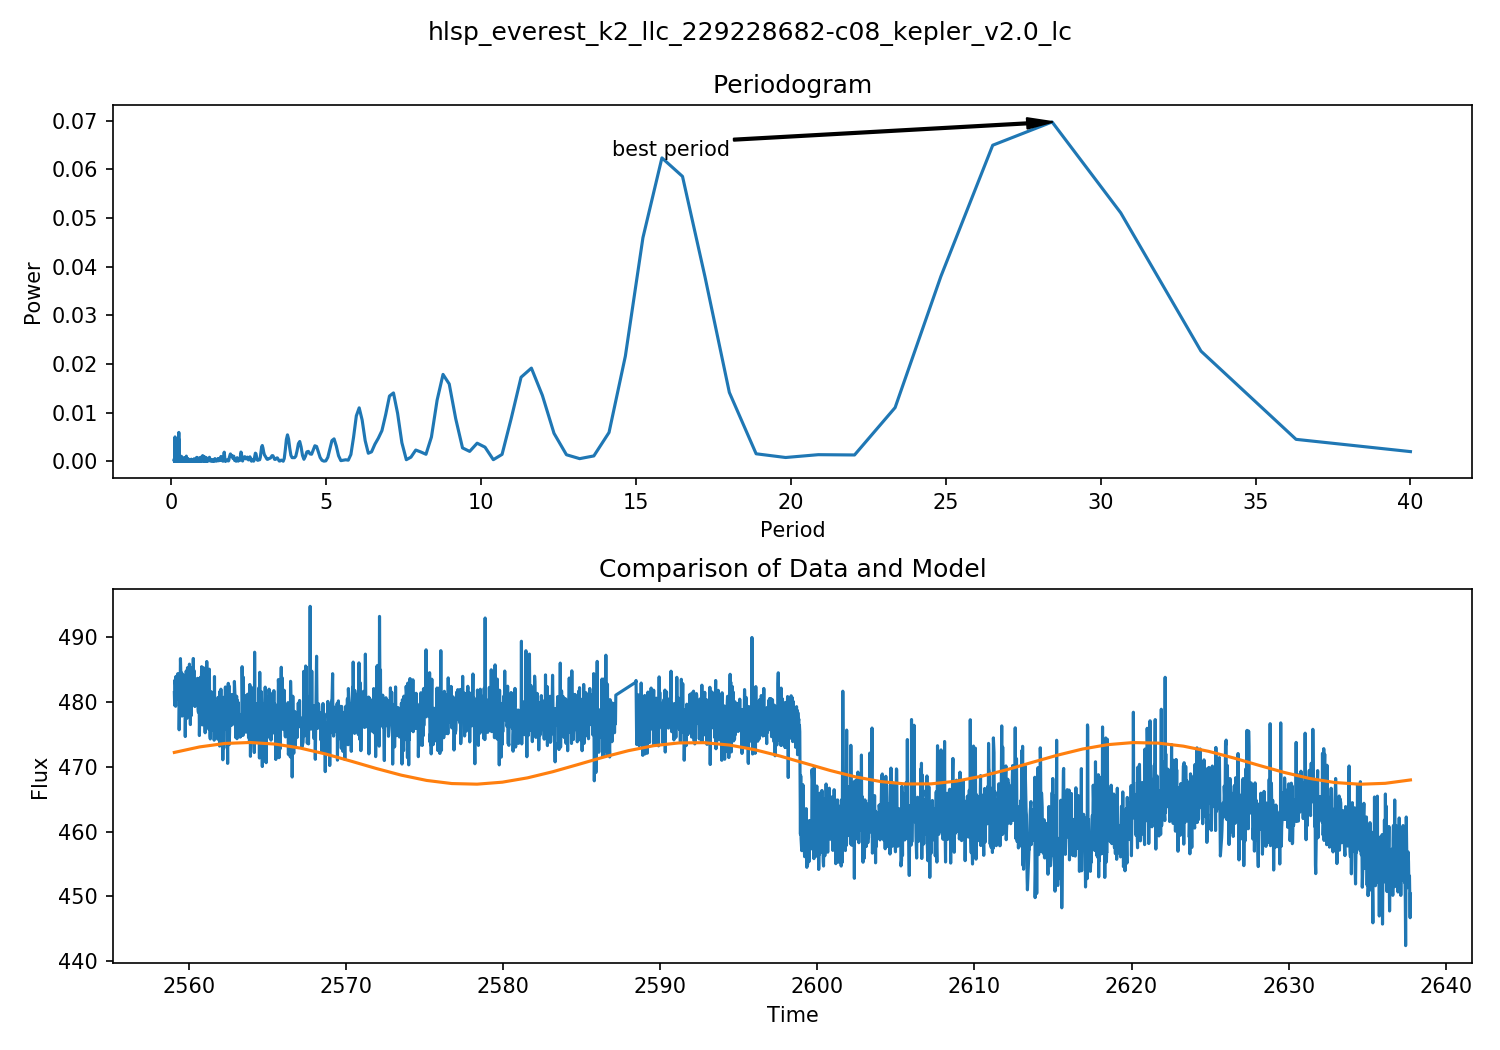 hlsp_everest_k2_llc_229228682-c08_kepler_v2.0_lc
Periodogram
0.07
0.06
0.05
0.04
0.03
0.02
0.01
0.00
Power
best period
0 5 10 15 20 25 30 35 40
Period
Comparison of Data and Model
490
480
470
460
450
440
Flux
2560 2570 2580 2590 2600 2610 2620 2630 2640
Time